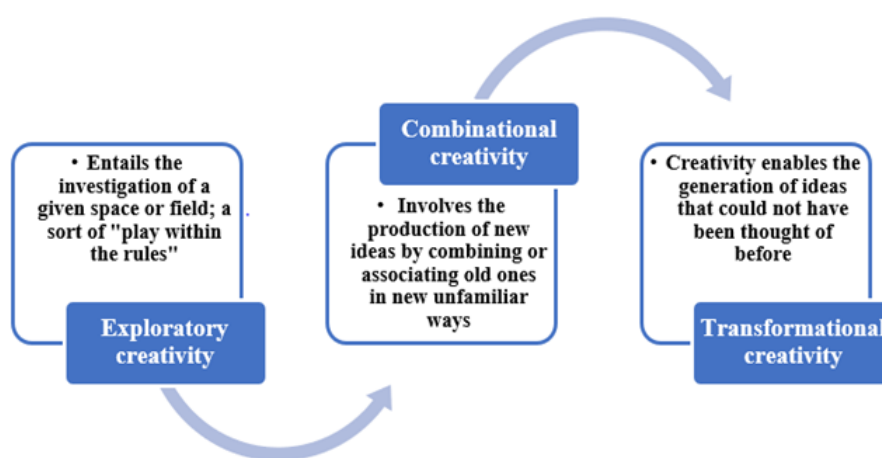 • Entails the
investigation of a
given space or field; a
sort of "play within
the rules"
Exploratory
creativity
Combinational
creativity
• Involves the
production of new
ideas by combining or
associating old ones
in new unfamiliar
ways
• Creativity enables the
generation of ideas
that could not have
been thought of
before
Transformational
creativity